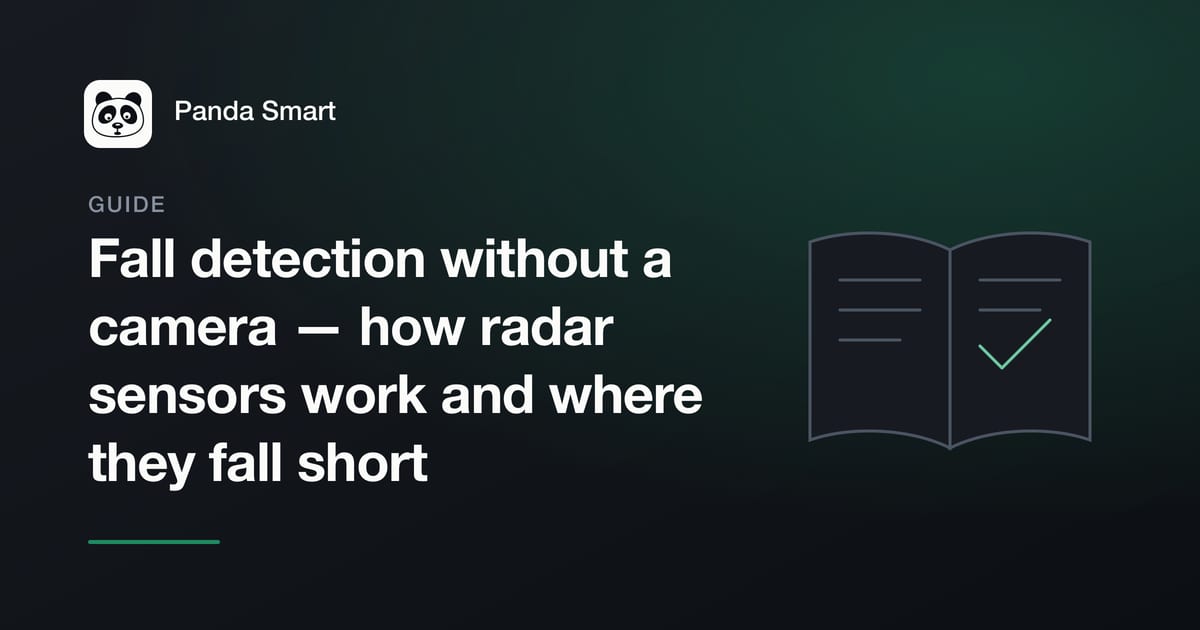 Panda Smart
GUIDE
Fall detection without a
camera — how radar
sensors work and where
they fall short